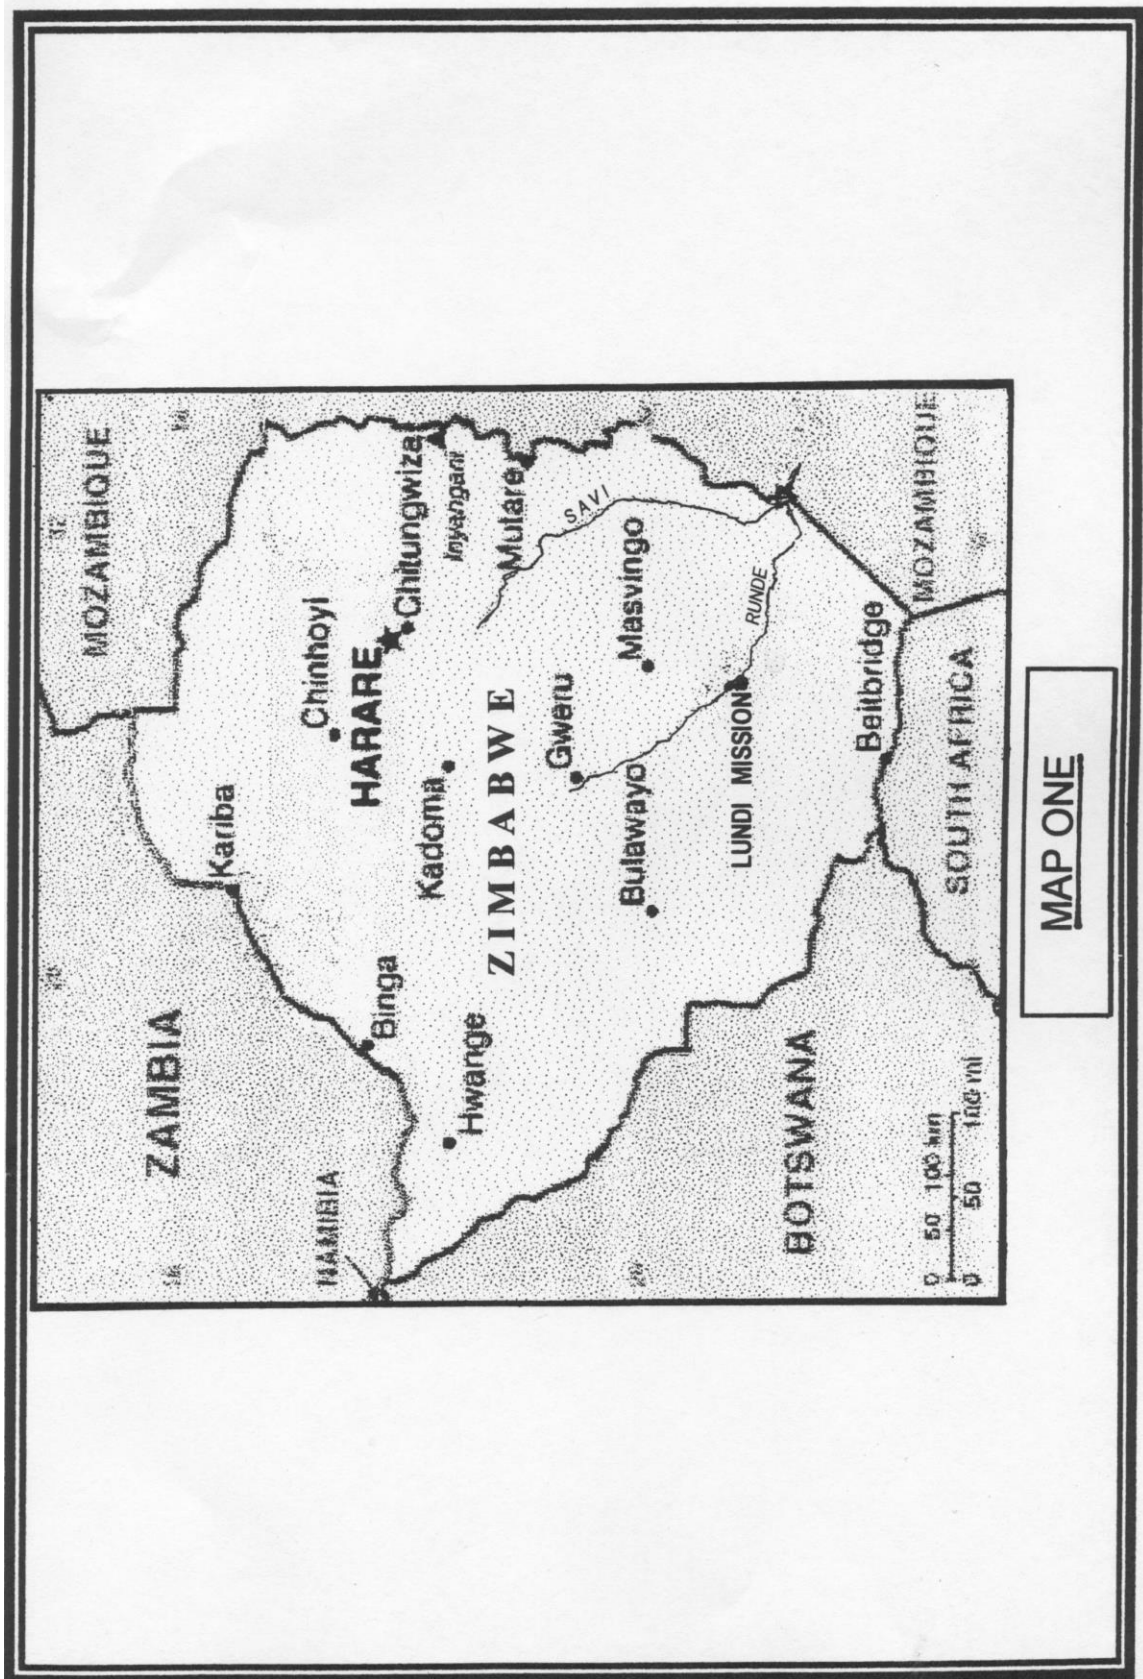 MOZAMBIQUE
ZAMBIA
Kariba
Chinhoyi
NAMIBIA
HARARE
Binga
Chitungwiza
Inyangani
Kadoma
Hwange
ZIMBABWE
Mutare
SAVI
Gweru
Masvingo
Bulawayo
RUNDE
LUNDI MISSION
BOTSWANA
Beitbridge
MOZAMBIQUE
SOUTH AFRICA
0 50 100 km
0 50 100 mi
MAP ONE